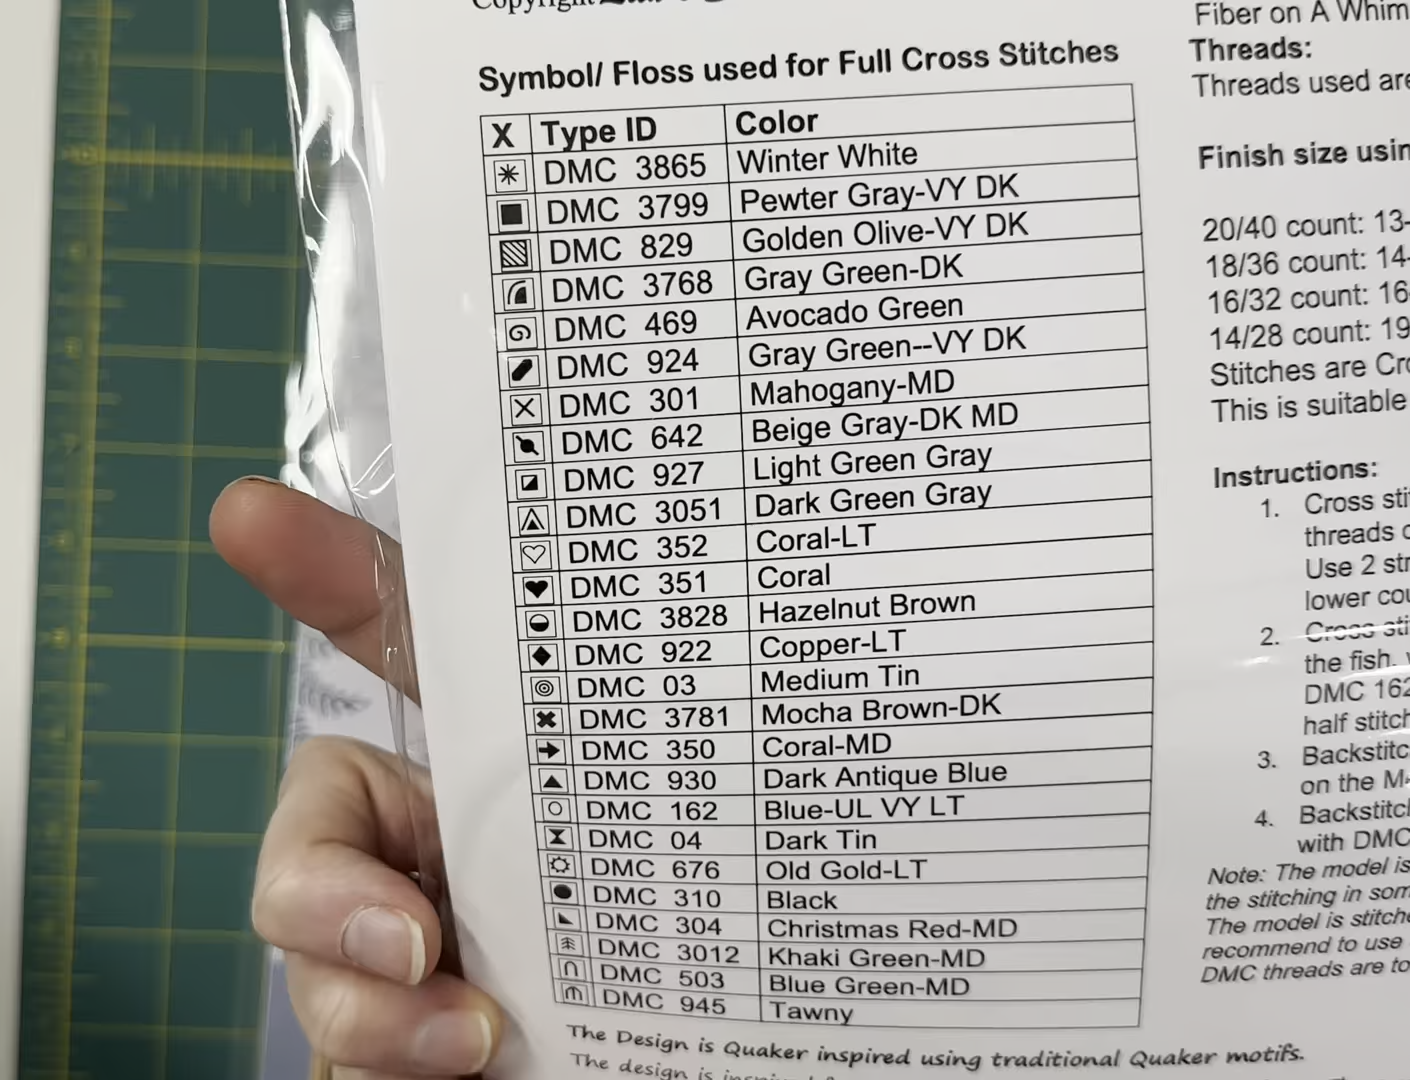 Copyright
Symbol/ Floss used for Full Cross Stitches
X Type ID Color
DMC 3865 Winter White
DMC 3799 Pewter Gray-VY DK
DMC 829 Golden Olive-VY DK
DMC 3768 Gray Green-DK
DMC 469 Avocado Green
DMC 924 Gray Green--VY DK
DMC 301 Mahogany-MD
DMC 642 Beige Gray-DK MD
DMC 927 Light Green Gray
DMC 3051 Dark Green Gray
DMC 352 Coral-LT
DMC 351 Coral
DMC 3828 Hazelnut Brown
DMC 922 Copper-LT
DMC 03 Medium Tin
DMC 3781 Mocha Brown-DK
DMC 350 Coral-MD
DMC 930 Dark Antique Blue
DMC 162 Blue-UL VY LT
DMC 04 Dark Tin
DMC 676 Old Gold-LT
DMC 310 Black
DMC 304 Christmas Red-MD
DMC 3012 Khaki Green-MD
DMC 503 Blue Green-MD
DMC 945 Tawny
The Design is Quaker inspired using traditional Quaker motifs.
The design is
Fiber on A Whim
Threads:
Threads used are
Finish size usin
20/40 count: 13-
18/36 count: 14-
16/32 count: 16
14/28 count: 19
Stitches are Cro
This is suitable
Instructions:
1. Cross sti
threads o
Use 2 str
lower cou
2. Cross sti
the fish,
DMC 162
half stitch
3. Backstitc
on the M
4. Backstitch
with DMC
Note: The model is
the stitching in som
The model is stitche
recommend to use
DMC threads are to